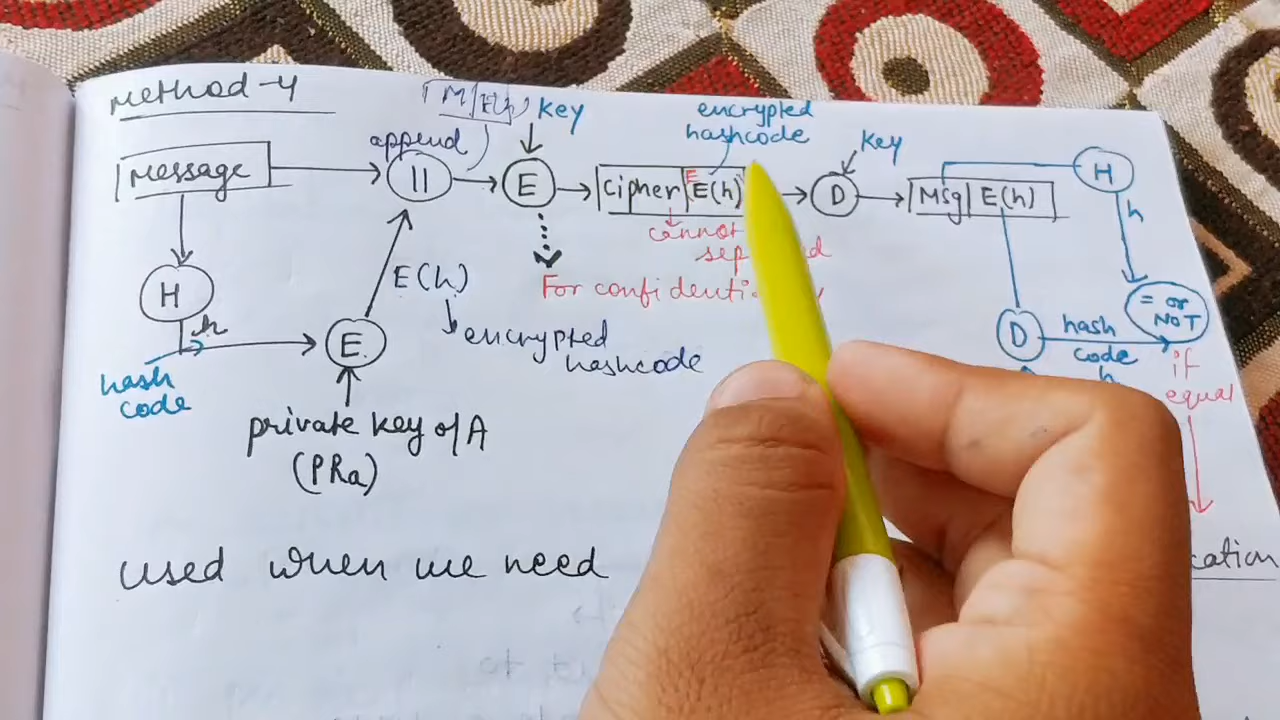 Method-4
M E(h) Key
encrypted
hashcode
Key
append
Message
||
E
Cipher E E(h)
D
Msg E(h)
H
cannot
For confidenti
H
h
hash
code
E
E(h)
encrypted
hashcode
private key of A
(PRa)
h
= or
NOT
D
hash
code
h
if
equal
used when we need
cation